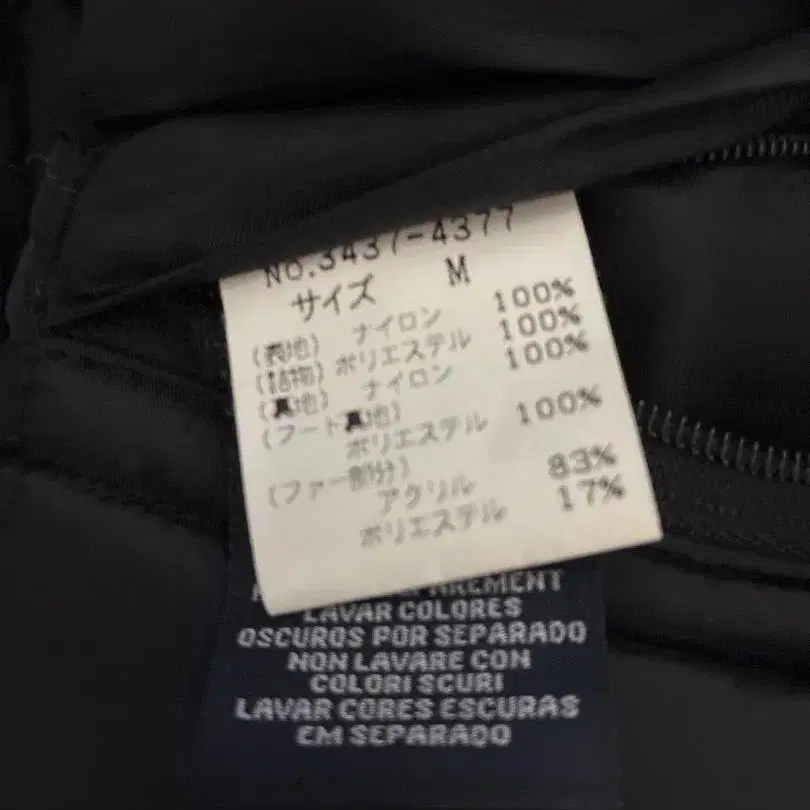 No.3437-4377
サイズ M
(表地) ナイロン 100%
(詰物) ポリエステル 100%
(裏地) ナイロン 100%
(フード裏地)
ポリエステル 100%
(ファー部分)
アクリル 83%
ポリエステル 17%
LAVAR COLORES
OSCUROS POR SEPARADO
NON LAVARE CON
COLORI SCURI
LAVAR CORES ESCURAS
EM SEPARADO